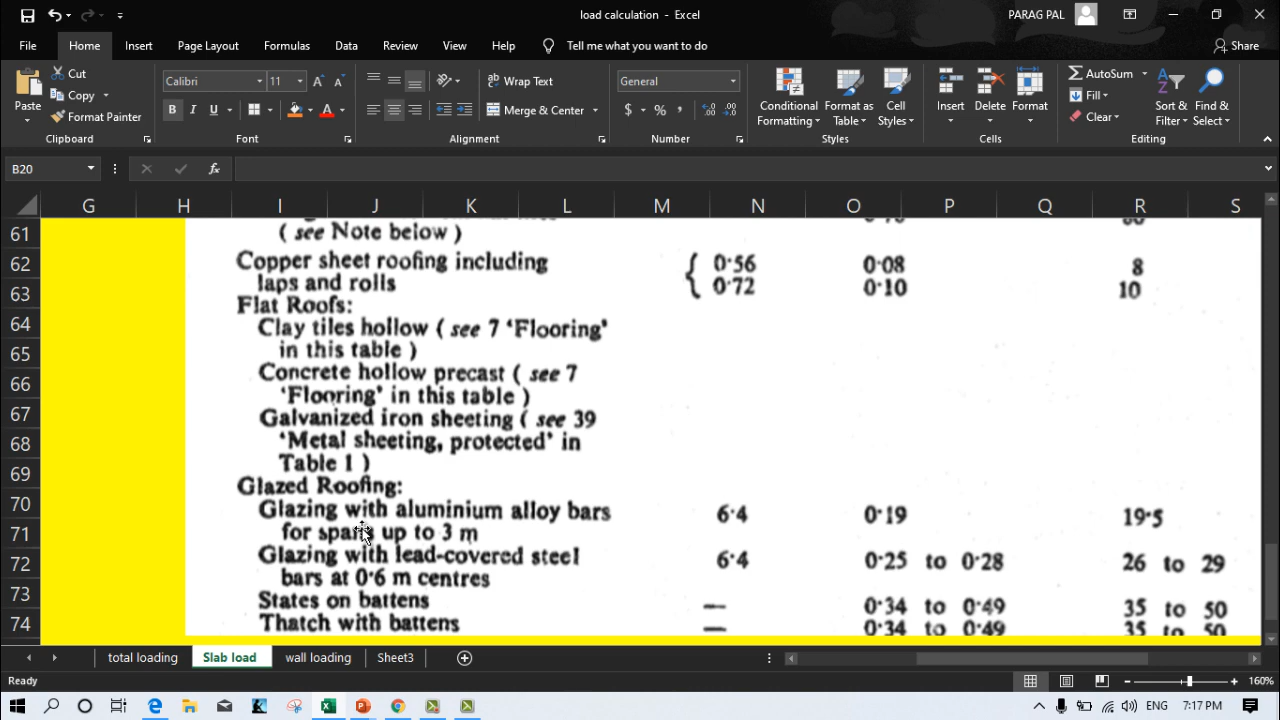 load calculation - Excel
PARAG PAL
File Home Insert Page Layout Formulas Data Review View Help Tell me what you want to do Share
Paste
Cut
Copy
Format Painter
Calibri 11
B I U
Wrap Text
Merge & Center
General
$ % ,
Conditional Formatting
Format as Table
Cell Styles
Insert Delete Format
AutoSum
Fill
Clear
Sort & Filter
Find & Select
Clipboard Font Alignment Number Styles Cells Editing
B20 fx
G H I J K L M N O P Q R S
61 ( see Note below )
62 Copper sheet roofing including { 0·56 0·08 8
63 laps and rolls 0·72 0·10 10
Flat Roofs:
64 Clay tiles hollow ( see 7 'Flooring'
65 in this table )
66 Concrete hollow precast ( see 7
'Flooring' in this table )
67 Galvanized iron sheeting ( see 39
68 'Metal sheeting, protected' in
69 Table 1 )
Glazed Roofing:
70 Glazing with aluminium alloy bars 6·4 0·19 19·5
71 for spans up to 3 m
72 Glazing with lead-covered steel 6·4 0·25 to 0·28 26 to 29
bars at 0·6 m centres
73 States on battens — 0·34 to 0·49 35 to 50
74 Thatch with battens — 0·34 to 0·49 35 to 50
total loading Slab load wall loading Sheet3
Ready 160%
ENG 7:17 PM